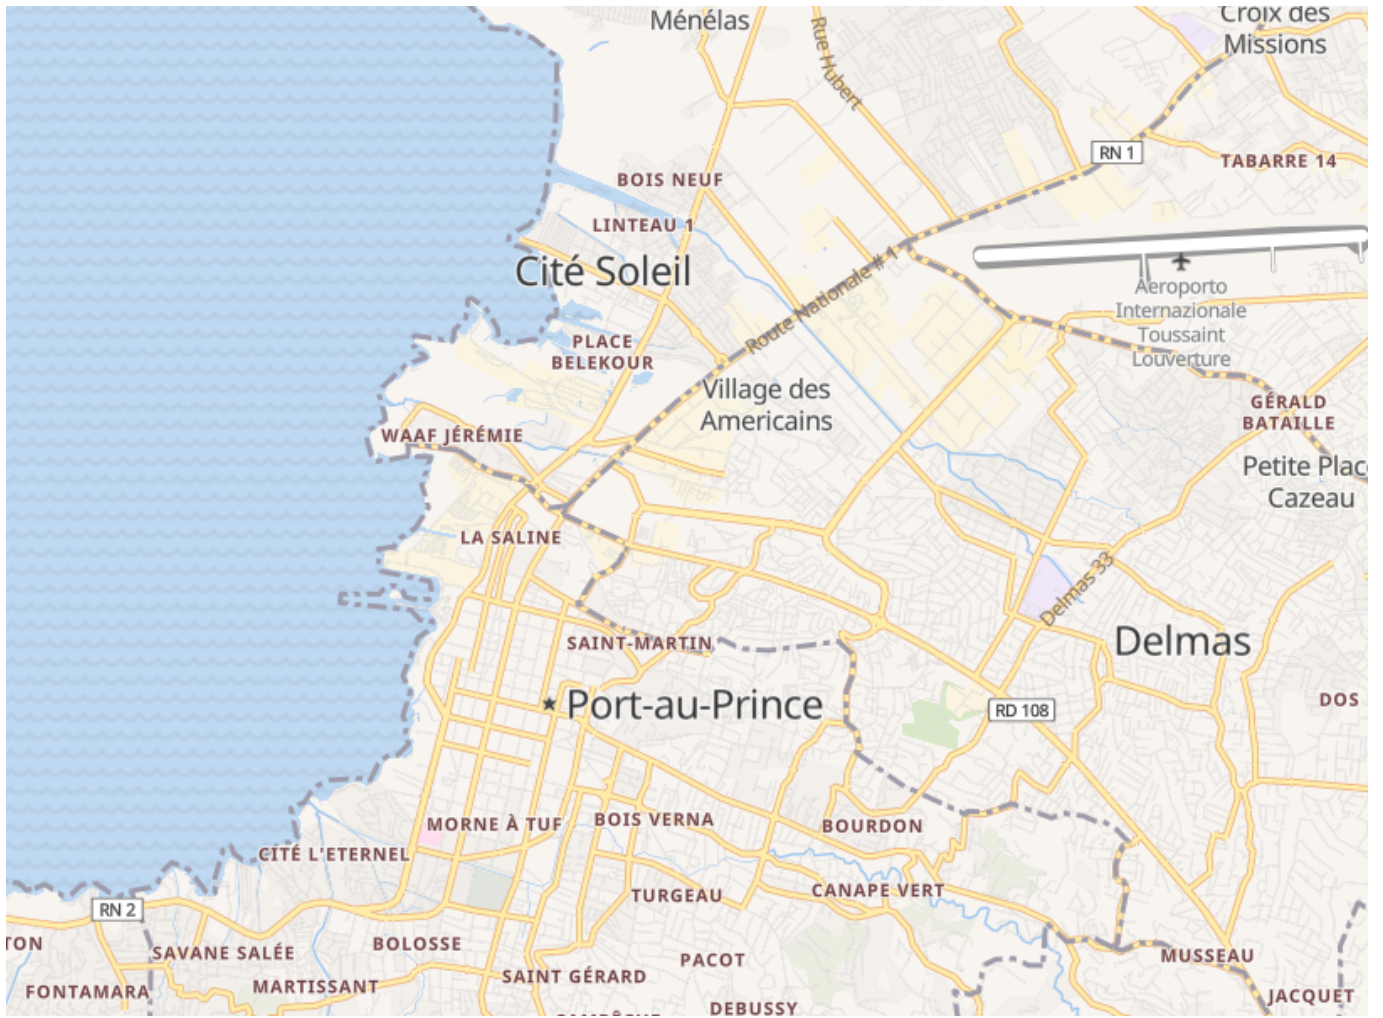 Ménélas
Croix des
Missions
Rue Hubert
RN 1
TABARRE 14
BOIS NEUF
LINTEAU 1
Cité Soleil
Route Nationale # 1
Aeroporto
Internazionale
Toussaint
Louverture
PLACE
BELEKOUR
Village des
Americains
GÉRALD
BATAILLE
WAAF JÉRÉMIE
Petite Plac
Cazeau
LA SALINE
Delmas 33
SAINT-MARTIN
Delmas
Port-au-Prince
RD 108
DOS
MORNE À TUF
BOIS VERNA
BOURDON
CITÉ L'ETERNEL
TURGEAU
CANAPE VERT
RN 2
TON
SAVANE SALÉE
BOLOSSE
PACOT
MUSSEAU
FONTAMARA
MARTISSANT
SAINT GÉRARD
JACQUET
DEBUSSY